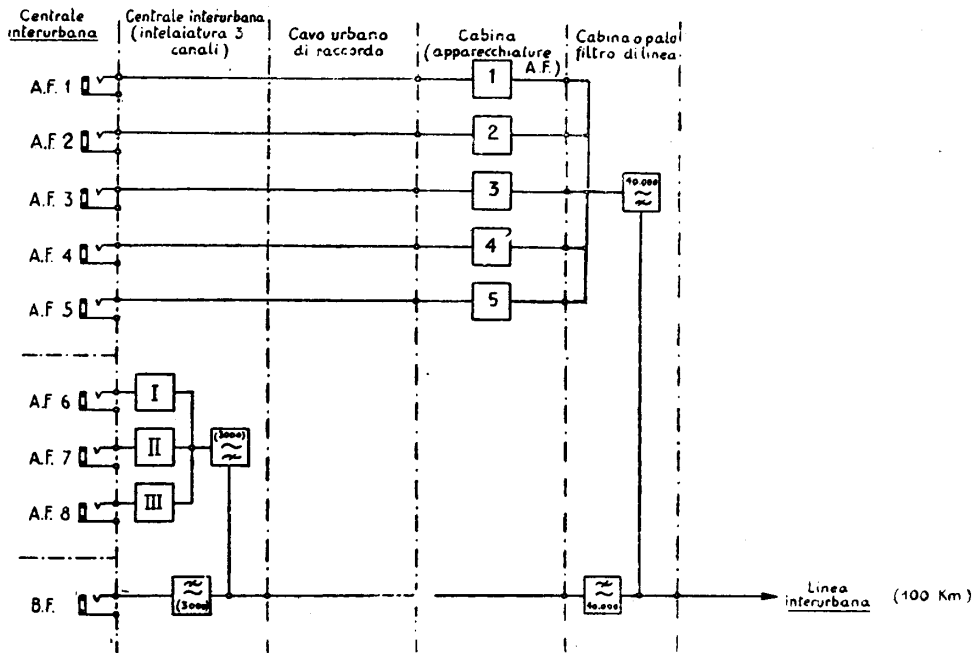 Centrale
interurbana
Centrale interurbana
(intelaiatura 3
canali)
Cavo urbano
di raccordo
Cabina
(apparecchiature
A.F.)
Cabina o palo
filtro di linea
A.F. 1
1
A.F. 2
2
A.F. 3
3
40.000
A.F. 4
4
A.F. 5
5
A.F. 6
I
A.F. 7
II
(3000)
A.F. 8
III
B.F.
(3000)
40.000
Linea
interurbana
(100 Km)